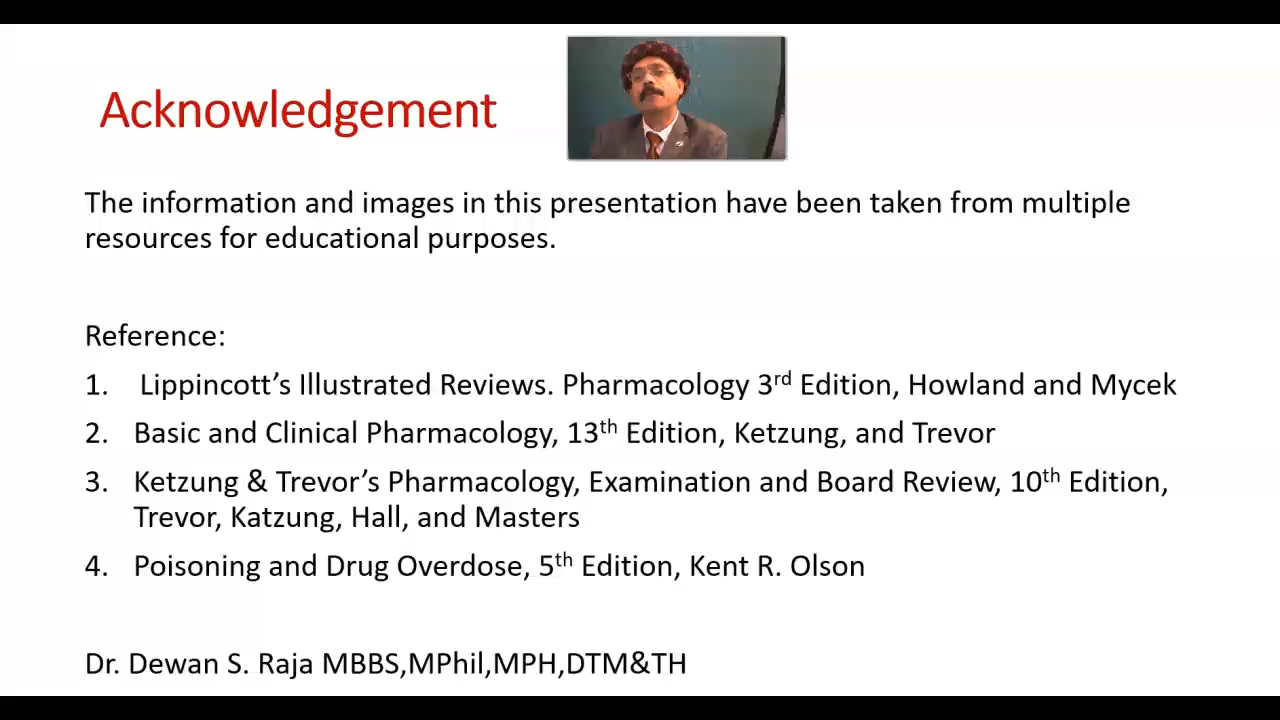 Acknowledgement
The information and images in this presentation have been taken from multiple
resources for educational purposes.
Reference:
1. Lippincott’s Illustrated Reviews. Pharmacology 3rd Edition, Howland and Mycek
2. Basic and Clinical Pharmacology, 13th Edition, Ketzung, and Trevor
3. Ketzung & Trevor’s Pharmacology, Examination and Board Review, 10th Edition,
Trevor, Katzung, Hall, and Masters
4. Poisoning and Drug Overdose, 5th Edition, Kent R. Olson
Dr. Dewan S. Raja MBBS,MPhil,MPH,DTM&TH